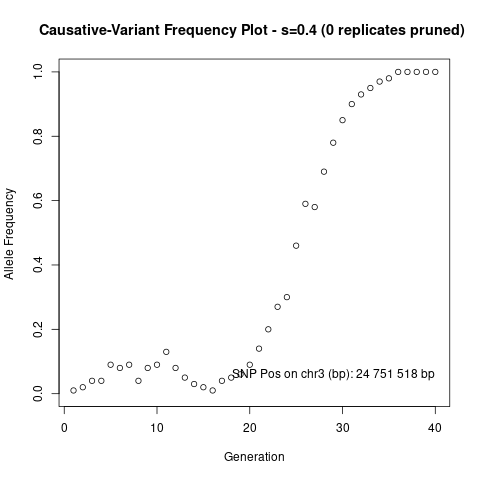 Causative-Variant Frequency Plot - s=0.4 (0 replicates pruned)
Allele Frequency
1.0
0.8
0.6
0.4
0.2
0.0
SNP Pos on chr3 (bp): 24 751 518 bp
0 10 20 30 40
Generation